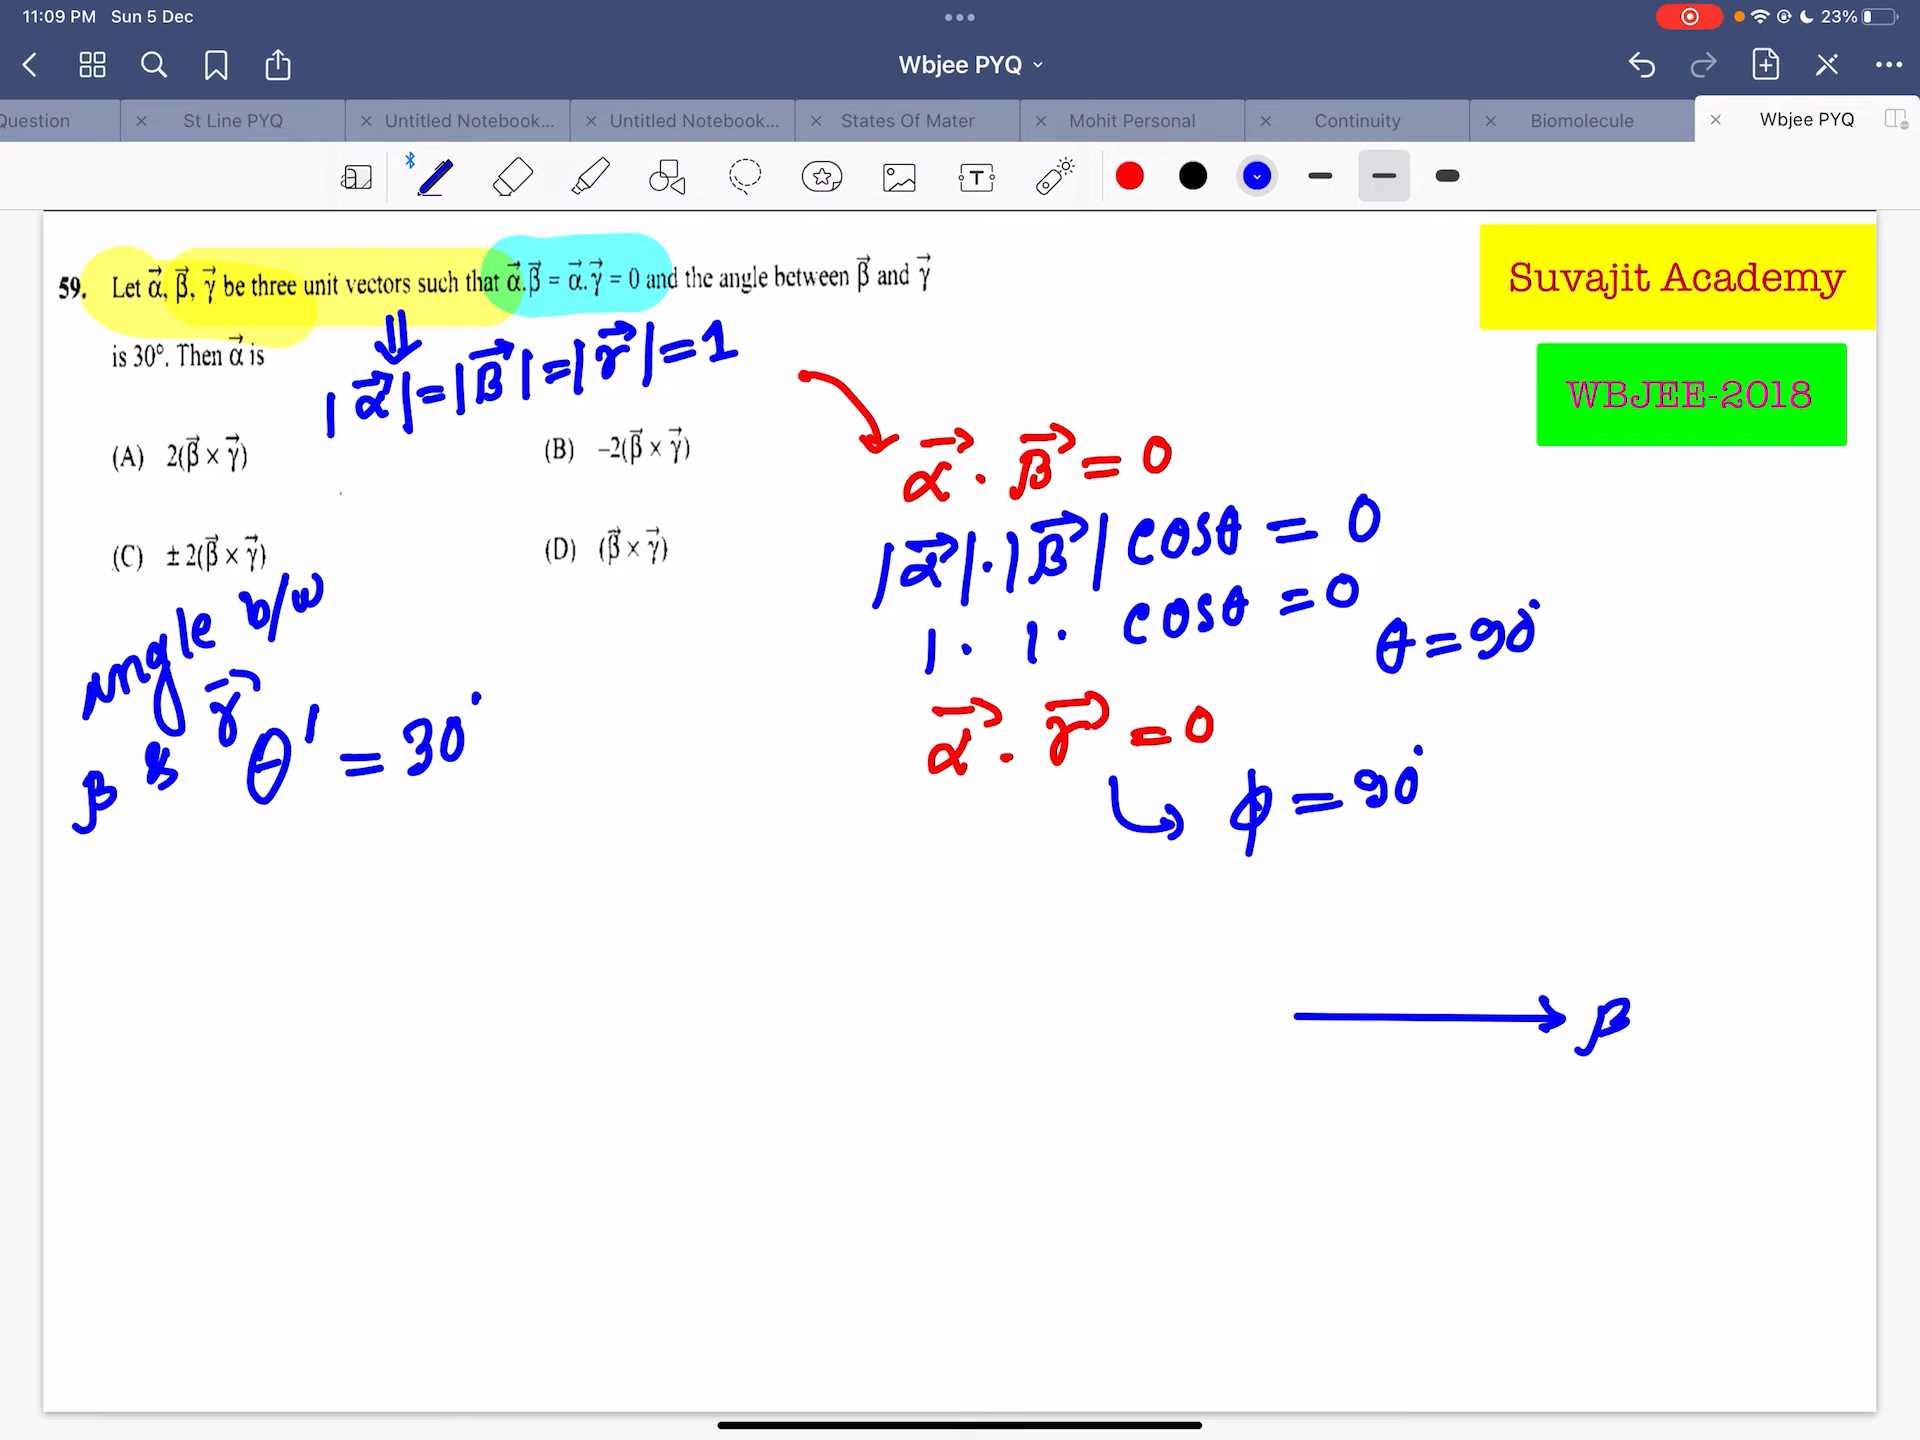 11:09 PM Sun 5 Dec
23%
Wbjee PYQ
Question
St Line PYQ
Untitled Notebook...
Untitled Notebook...
States Of Mater
Mohit Personal
Continuity
Biomolecule
Wbjee PYQ
Suvajit Academy
WBJEE-2018
59. Let α⃗, β⃗, γ⃗ be three unit vectors such that α⃗.β⃗ = α⃗.γ⃗ = 0 and the angle between β⃗ and γ⃗
is 30°. Then α⃗ is
|α⃗| = |β⃗| = |γ⃗| = 1
(A) 2(β⃗ × γ⃗)
(B) −2(β⃗ × γ⃗)
(C) ± 2(β⃗ × γ⃗)
(D) (β⃗ × γ⃗)
α⃗ . β⃗ = 0
|α⃗|.|β⃗| cosθ = 0
1 . 1 . cosθ = 0
θ = 90°
α⃗ . γ⃗ = 0
ϕ = 90°
angle b/w
β & γ⃗
θ' = 30°
β